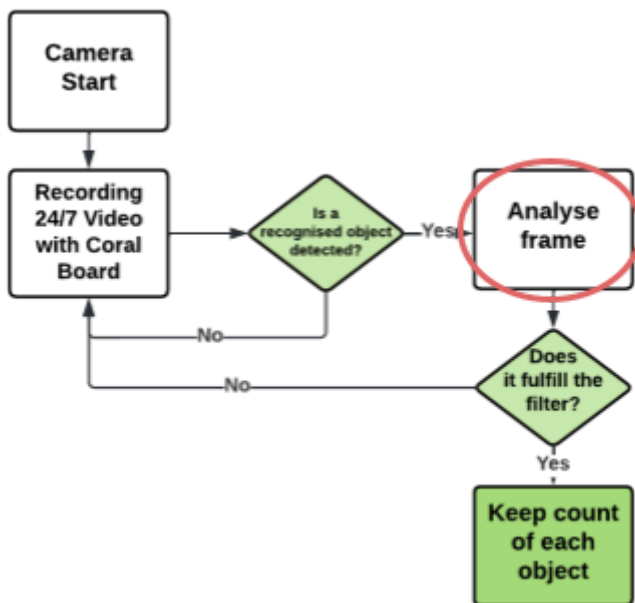 Camera
Start
Recording
24/7 Video
with Coral
Board
Is a
recognised object
detected?
Yes
Analyse
frame
No
Does
it fulfill the
filter?
No
Yes
Keep count
of each
object